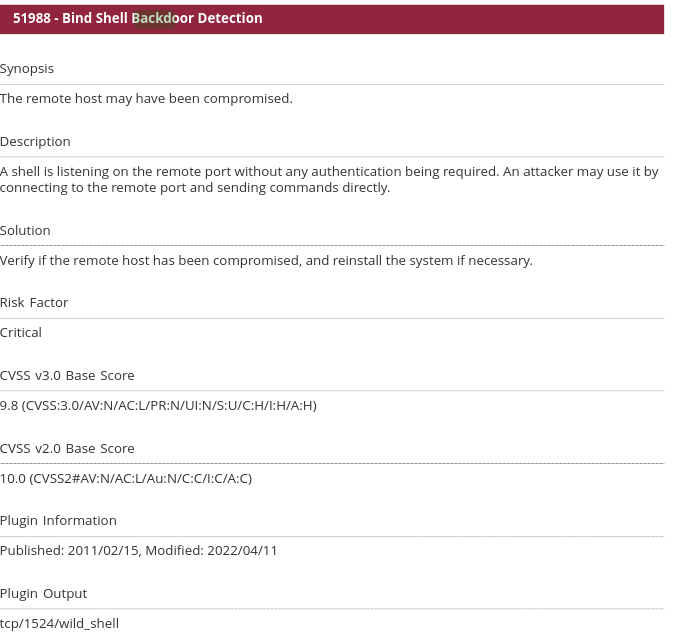 51988 - Bind Shell Backdoor Detection
Synopsis
The remote host may have been compromised.
Description
A shell is listening on the remote port without any authentication being required. An attacker may use it by
connecting to the remote port and sending commands directly.
Solution
Verify if the remote host has been compromised, and reinstall the system if necessary.
Risk Factor
Critical
CVSS v3.0 Base Score
9.8 (CVSS:3.0/AV:N/AC:L/PR:N/UI:N/S:U/C:H/I:H/A:H)
CVSS v2.0 Base Score
10.0 (CVSS2#AV:N/AC:L/Au:N/C:C/I:C/A:C)
Plugin Information
Published: 2011/02/15, Modified: 2022/04/11
Plugin Output
tcp/1524/wild_shell